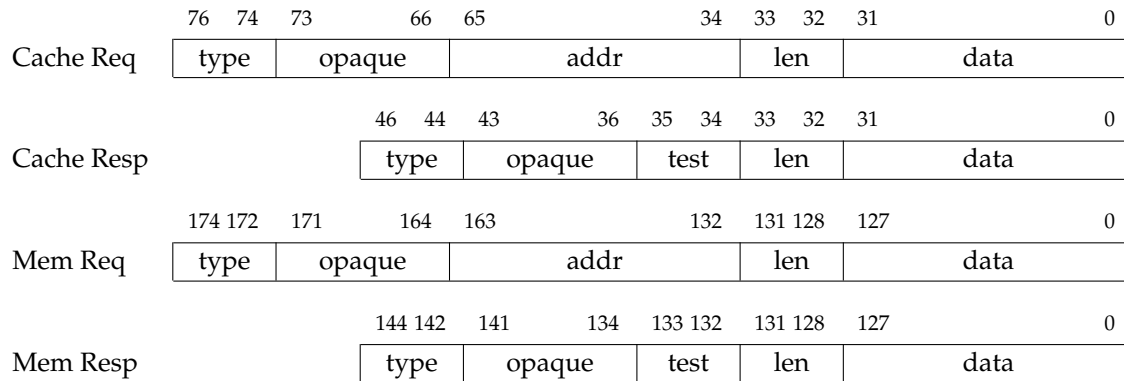 76 74 73 66 65 34 33 32 31 0
Cache Req type opaque addr len data
46 44 43 36 35 34 33 32 31 0
Cache Resp type opaque test len data
174 172 171 164 163 132 131 128 127 0
Mem Req type opaque addr len data
144 142 141 134 133 132 131 128 127 0
Mem Resp type opaque test len data